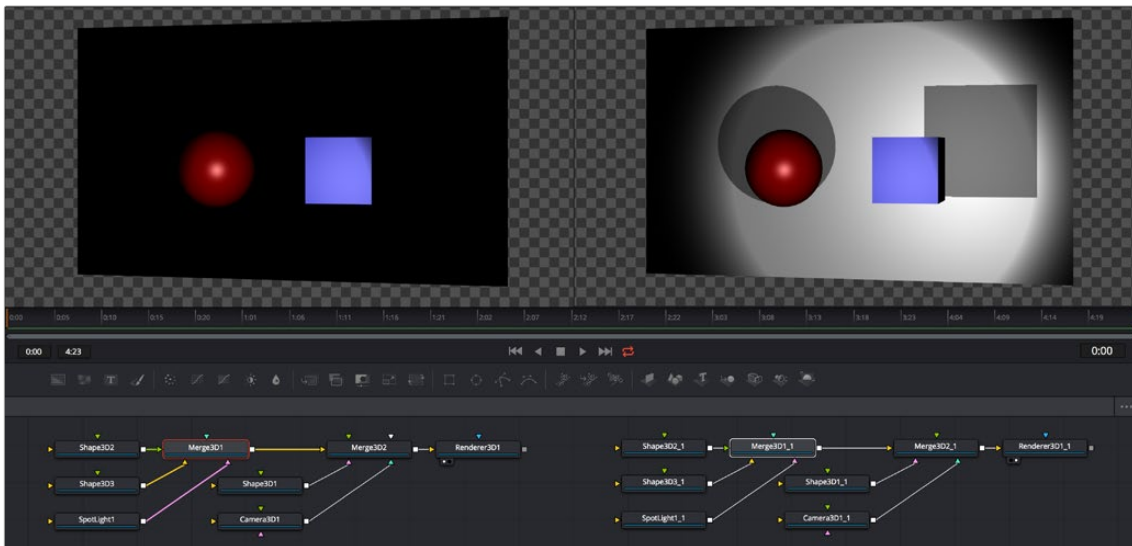 0:00 0:05 0:10 0:15 0:20 1:01 1:06 1:11 1:16 1:21 2:02 2:07 2:12 2:17 2:22 3:03 3:08 3:13 3:18 3:23 4:04 4:09 4:14 4:19
0:00 4:23 0:00
Shape3D2 Merge3D1 Merge3D2 Renderer3D1 Shape3D2_1 Merge3D1_1 Merge3D2_1 Renderer3D1_1
Shape3D3 Shape3D1 Shape3D3_1 Shape3D1_1
SpotLight1 Camera3D1 SpotLight1_1 Camera3D1_1